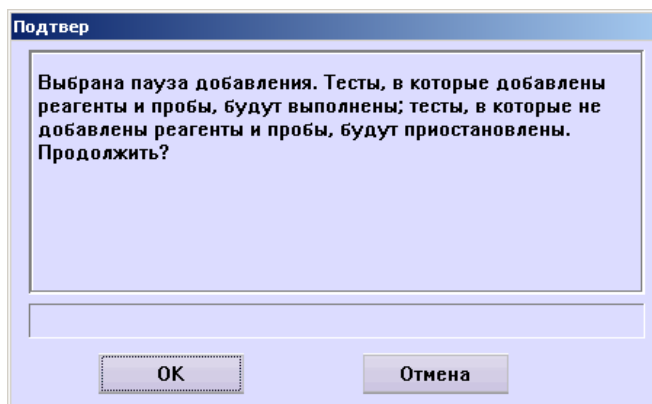 Подтвер
Выбрана пауза добавления. Тесты, в которые добавлены
реагенты и пробы, будут выполнены; тесты, в которые не
добавлены реагенты и пробы, будут приостановлены.
Продолжить?
OK
Отмена